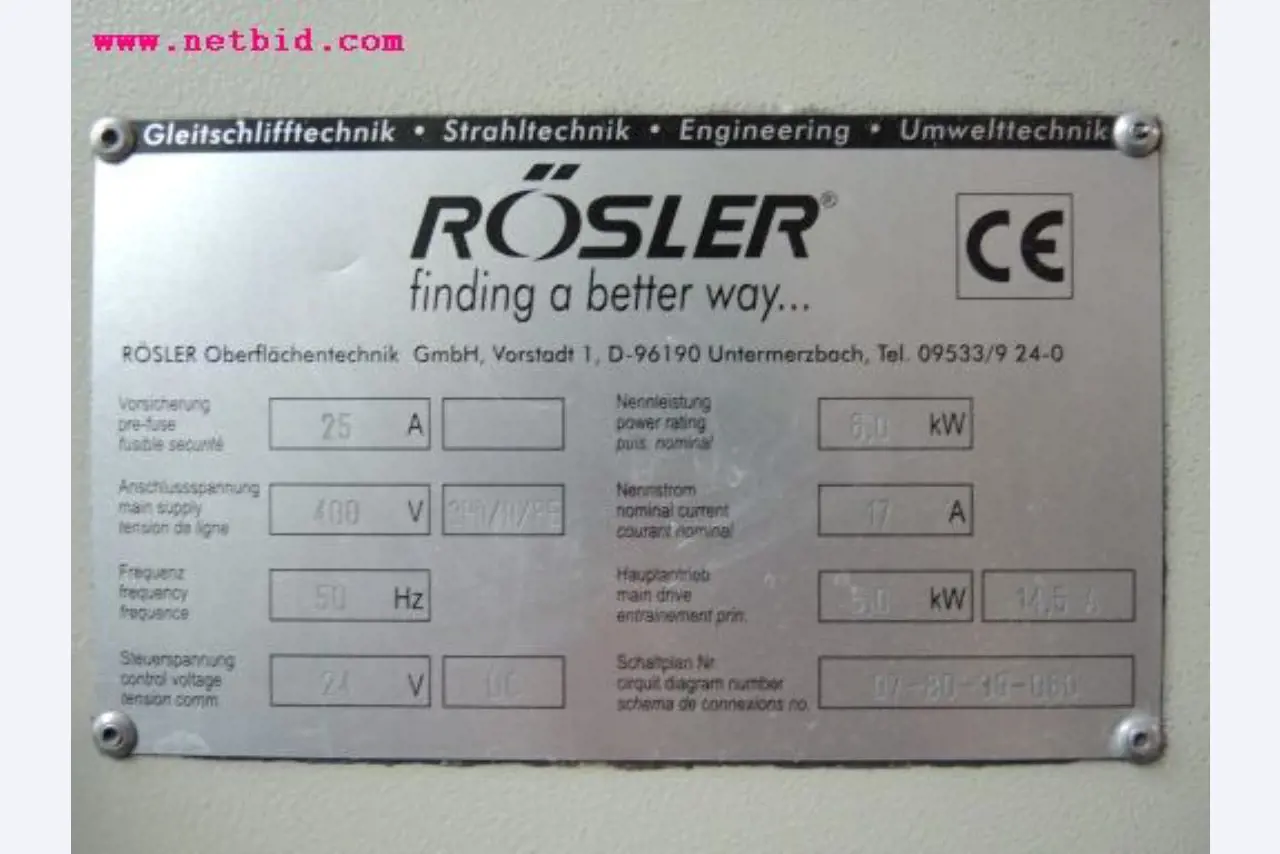 www.netbid.com
Gleitschlifftechnik • Strahltechnik • Engineering • Umwelttechnik
RÖSLER®
finding a better way...
CE
RÖSLER Oberflächentechnik GmbH, Vorstadt 1, D-96190 Untermerzbach, Tel. 09533/9 24-0
Vorsicherung
pre-fuse
fusible securité
25 A
Nennleistung
power rating
puis. nominal
kW
Anschlussspannung
main supply
tension de ligne
400 V
Nennstrom
nominal current
courant nominal
17 A
Frequenz
frequency
frequence
50 Hz
Hauptantrieb
main drive
entrainement prin.
5,0 kW
14,5 A
Steuerspannung
control voltage
tension comm.
24 V
DC
Schaltplan Nr
circuit diagram number
schema de connexions no.